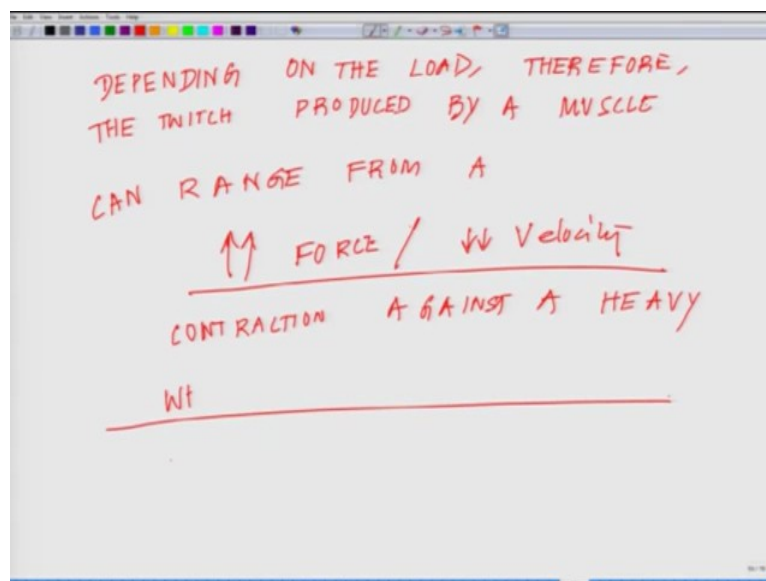 DEPENDING ON THE LOAD, THEREFORE,
THE TWITCH PRODUCED BY A MUSCLE
CAN RANGE FROM A
↑↑ FORCE / ↓↓ Velocity
CONTRACTION AGAINST A HEAVY
Wt